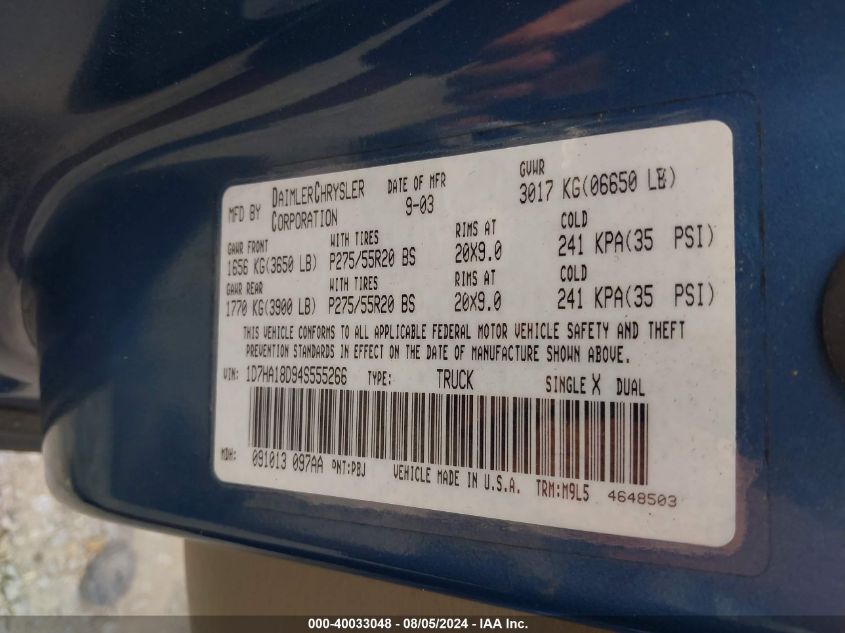 MFD BY DAIMLERCHRYSLER CORPORATION DATE OF MFR 9-03 GVWR 3017 KG(06650 LB)
GAWR FRONT WITH TIRES RIMS AT COLD
1656 KG(3650 LB) P275/55R20 BS 20X9.0 241 KPA(35 PSI)
GAWR REAR WITH TIRES RIMS AT COLD
1770 KG(3900 LB) P275/55R20 BS 20X9.0 241 KPA(35 PSI)
THIS VEHICLE CONFORMS TO ALL APPLICABLE FEDERAL MOTOR VEHICLE SAFETY AND THEFT
PREVENTION STANDARDS IN EFFECT ON THE DATE OF MANUFACTURE SHOWN ABOVE.
VIN: 1D7HA18D94S555266 TYPE: TRUCK SINGLE X DUAL
MDH: 091013 097AA PNT:PBJ VEHICLE MADE IN U.S.A. TRM:M9L5 4648503
000-40033048 - 08/05/2024 - IAA Inc.